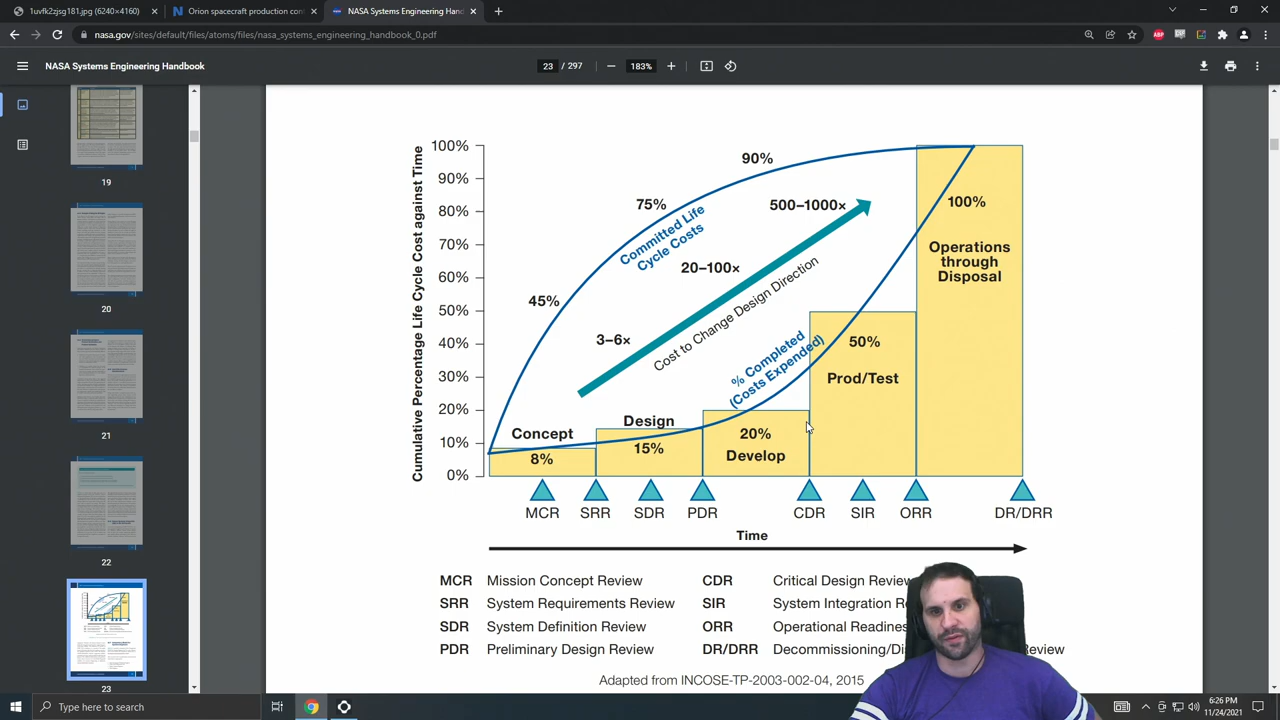 1uvfk2zjsg181.jpg (6240×4160)
Orion spacecraft production cont
NASA Systems Engineering Hand
nasa.gov/sites/default/files/atoms/files/nasa_systems_engineering_handbook_0.pdf
ABP
NASA Systems Engineering Handbook
23 / 297
183%
19
20
21
22
23
Cumulative Percentage Life Cycle Cost against Time
100%
90%
80%
70%
60%
50%
40%
30%
20%
10%
0%
90%
75%
500–1000×
100%
Committed Life
Cycle Costs
Operations
through
Disposal
20–100×
Cost to Change Design Direction
45%
3–6×
% Completed
(Costs Expended)
50%
Prod/Test
Concept
Design
8%
15%
20%
Develop
MCR SRR SDR PDR CDR SIR ORR DR/DRR
Time
MCR Mission Concept Review CDR Critical Design Review
SRR System Requirements Review SIR System Integration R
SDR System Definition Review ORR Operational Readines
PDR Preliminary Design Review DR/DRR Decommissioning/Di Review
Adapted from INCOSE-TP-2003-002-04, 2015
Type here to search
6:26 PM
11/24/2021